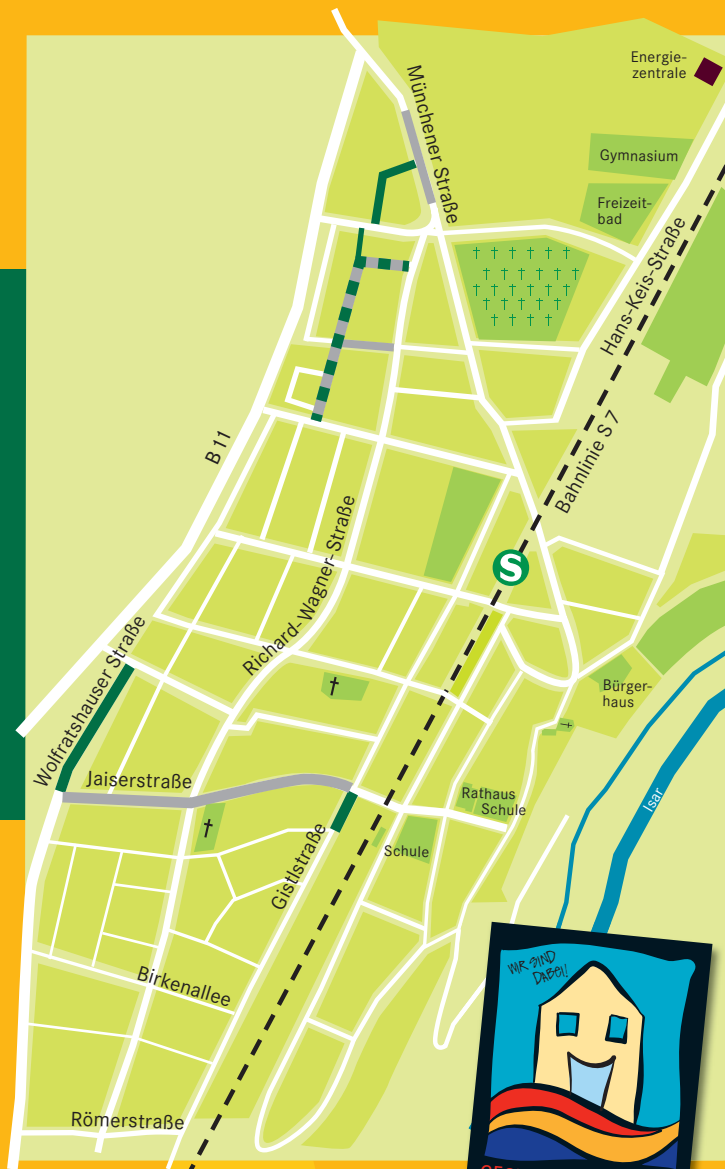 Energie-
zentrale
Münchener Straße
Gymnasium
Freizeit-
bad
Hans-Keis-Straße
B 11
Bahnlinie S 7
Richard-Wagner-Straße
S
Wolfratshauser Straße
Bürger-
haus
Jaiserstraße
Rathaus
Schule
Isar
Gistlstraße
Schule
WIR SIND
DABEI!
Birkenallee
Römerstraße